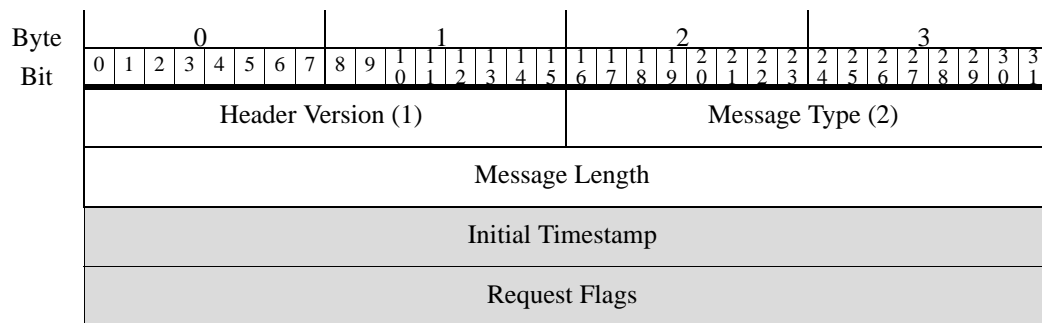 Byte 0 1 2 3
Bit 0 1 2 3 4 5 6 7 8 9 10 11 12 13 14 15 16 17 18 19 20 21 22 23 24 25 26 27 28 29 30 31
Header Version (1) Message Type (2)
Message Length
Initial Timestamp
Request Flags